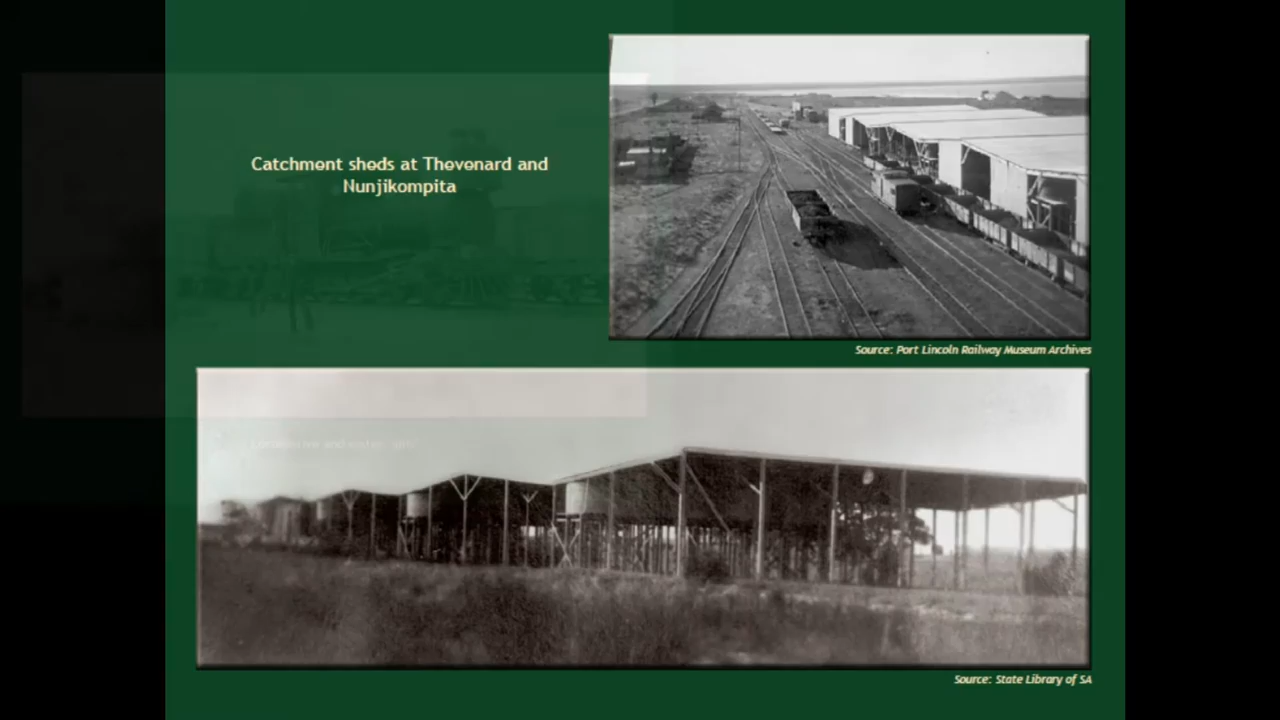 Catchment sheds at Thevenard and
Nunjikompita
Source: Port Lincoln Railway Museum Archives
Source: State Library of SA